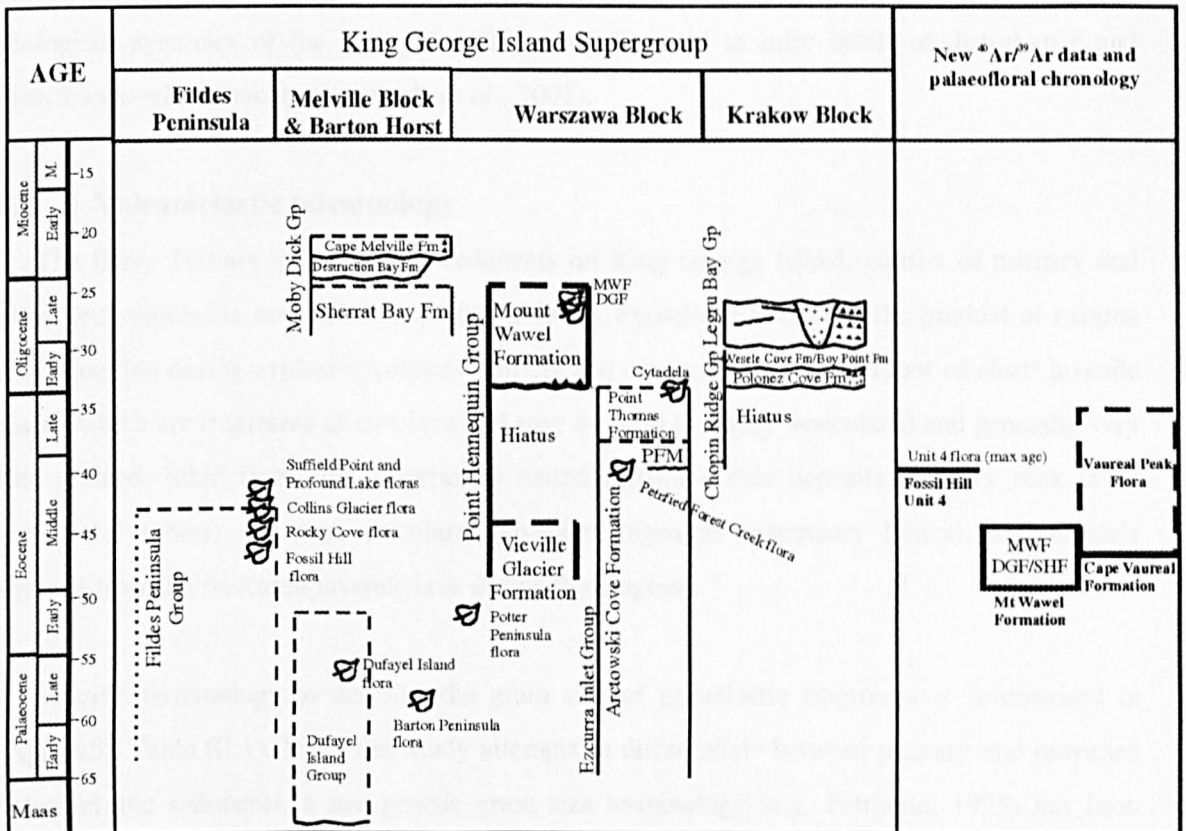 AGE
King George Island Supergroup
New Ar/ Ar data and
palaeofloral chronology
Fildes
Peninsula
Melville Block
& Barton Horst
Warszawa Block
Krakow Block
Miocene
M.
Early
Oligocene
Late
Early
Eocene
Late
Middle
Early
Palaeocene
Late
Early
Maas
15
20
25
30
35
40
45
50
55
60
65
Fildes Peninsula
Group
Suffield Point and
Profound Lake floras
Collins Glacier flora
Rocky Cove flora
Fossil Hill
flora
Moby Dick Gp
Cape Melville Fm
Destruction Bay Fm
Sherrat Bay Fm
Dufayel Island
flora
Barton Peninsula
flora
Dufayel
Island
Group
Point Hennequin Group
MWF
DGF
Mount
Wawel
Formation
Hiatus
Vieville
Glacier
Formation
Potter
Peninsula
flora
Ezcurra Inlet Group
Arctowski Cove Formation
Cytadela
Point
Thomas
Formation
PFM
Petrified Forest Creek flora
Chopin Ridge Gp
Legru Bay Gp
Wesele Cove Fm/Boy Point Fm
Polonez Cove Fm
Hiatus
Unit 4 flora (max age)
Fossil Hill
Unit 4
Vaureal Peak
Flora
MWF
DGF/SHF
Mt Wawel
Formation
Cape Vaureal
Formation